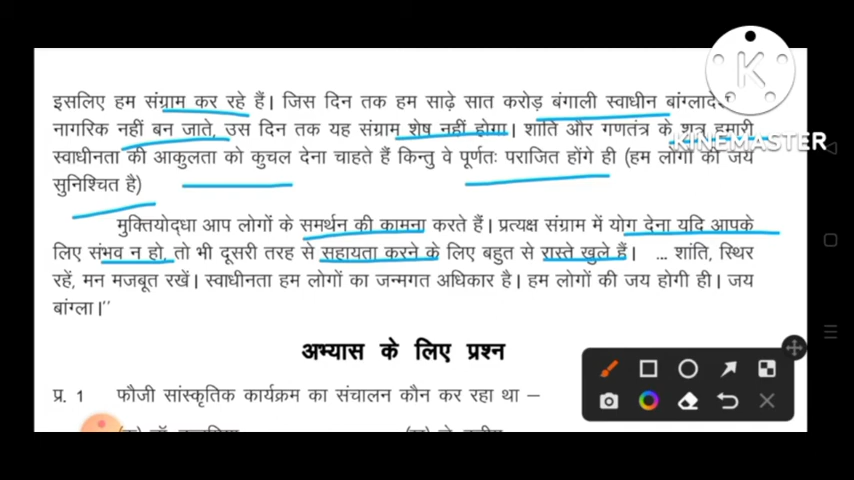 इसलिए हम संग्राम कर रहे हैं। जिस दिन तक हम साढ़े सात करोड़ बंगाली स्वाधीन बांग्लादेश
नागरिक नहीं बन जाते, उस दिन तक यह संग्राम शेष नहीं होगा। शांति और गणतंत्र के शत्रु हमारी
स्वाधीनता की आकुलता को कुचल देना चाहते हैं किन्तु वे पूर्णतः पराजित होंगे ही (हम लोगों की जय
सुनिश्चित है)
मुक्तियोद्धा आप लोगों के समर्थन की कामना करते हैं। प्रत्यक्ष संग्राम में योग देना यदि आपके
लिए संभव न हो, तो भी दूसरी तरह से सहायता करने के लिए बहुत से रास्ते खुले हैं। ... शांति, स्थिर
रहें, मन मजबूत रखें। स्वाधीनता हम लोगों का जन्मगत अधिकार है। हम लोगों की जय होगी ही। जय
बांग्ला।''
अभ्यास के लिए प्रश्न
प्र. 1 फौजी सांस्कृतिक कार्यक्रम का संचालन कौन कर रहा था –
K
KINEMASTER